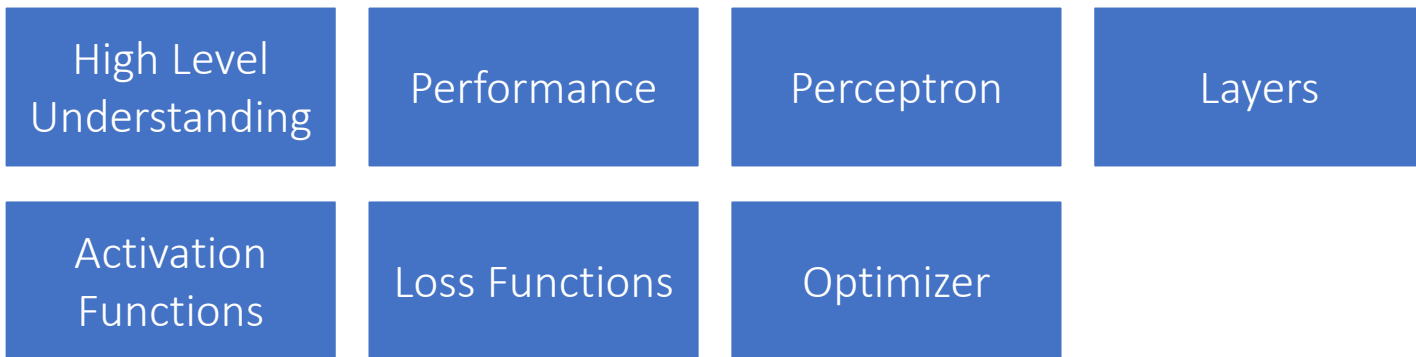 High Level
Understanding
Performance
Perceptron
Layers
Activation
Functions
Loss Functions
Optimizer